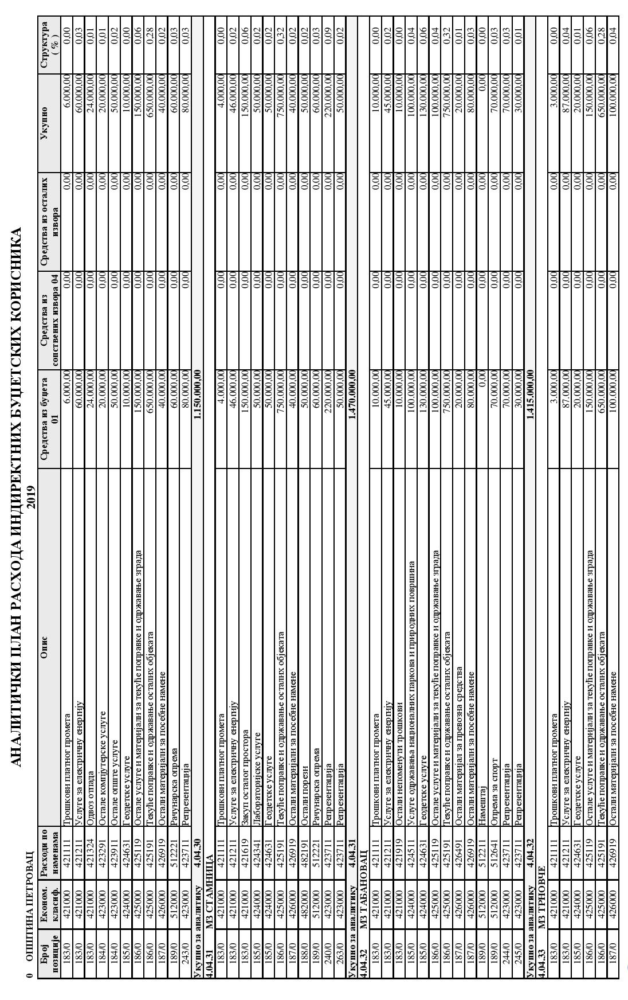 АНАЛИТИЧКИ ПЛАН РАСХОДА ИНДИРЕКТНИХ БУЏЕТСКИХ КОРИСНИКА
2019
0 ОПШТИНА ПЕТРОВАЦ
Број позиције Економ. класиф. Расходи по наменама Опис Средства из буџета 01 Средства из сопствених извора 04 Средства из осталих извора Укупно Структура ( % )
183/0 421000 421111 Трошкови платног промета 6.000,00 0,00 0,00 6.000,00 0,00
183/0 421000 421211 Услуге за електричну енергију 60.000,00 0,00 0,00 60.000,00 0,03
183/0 421000 421324 Одвоз отпада 24.000,00 0,00 0,00 24.000,00 0,01
184/0 423000 423291 Остале компјутерске услуге 20.000,00 0,00 0,00 20.000,00 0,01
184/0 423000 423911 Остале опште услуге 50.000,00 0,00 0,00 50.000,00 0,02
185/0 424000 424631 Геодетске услуге 10.000,00 0,00 0,00 10.000,00 0,00
186/0 425000 425119 Остале услуге и материјали за текуће поправке и одржавање зграда 150.000,00 0,00 0,00 150.000,00 0,06
186/0 425000 425191 Текуће поправке и одржавање осталих објеката 650.000,00 0,00 0,00 650.000,00 0,28
187/0 426000 426919 Остали материјали за посебне намене 40.000,00 0,00 0,00 40.000,00 0,02
189/0 512000 512221 Рачунарска опрема 60.000,00 0,00 0,00 60.000,00 0,03
243/0 423000 423711 Репрезентација 80.000,00 0,00 0,00 80.000,00 0,03
Укупно за аналитику 4.04.30 1.150.000,00
4.04.31 МЗ СТАМНИЦА
183/0 421000 421111 Трошкови платног промета 4.000,00 0,00 0,00 4.000,00 0,00
183/0 421000 421211 Услуге за електричну енергију 46.000,00 0,00 0,00 46.000,00 0,02
183/0 421000 421619 Закуп осталог простора 150.000,00 0,00 0,00 150.000,00 0,06
185/0 424000 424341 Лабораторијске услуге 50.000,00 0,00 0,00 50.000,00 0,02
185/0 424000 424631 Геодетске услуге 50.000,00 0,00 0,00 50.000,00 0,02
186/0 425000 425191 Текуће поправке и одржавање осталих објеката 750.000,00 0,00 0,00 750.000,00 0,32
187/0 426000 426919 Остали материјали за посебне намене 40.000,00 0,00 0,00 40.000,00 0,02
188/0 482000 482191 Остали порези 50.000,00 0,00 0,00 50.000,00 0,02
189/0 512000 512221 Рачунарска опрема 60.000,00 0,00 0,00 60.000,00 0,03
240/0 423000 423711 Репрезентација 220.000,00 0,00 0,00 220.000,00 0,09
263/0 423000 423711 Репрезентација 50.000,00 0,00 0,00 50.000,00 0,02
Укупно за аналитику 4.04.31 1.470.000,00
4.04.32 МЗ ТАБАНОВАЦ
183/0 421000 421111 Трошкови платног промета 10.000,00 0,00 0,00 10.000,00 0,00
183/0 421000 421211 Услуге за електричну енергију 45.000,00 0,00 0,00 45.000,00 0,02
183/0 421000 421919 Остали непоменути трошкови 10.000,00 0,00 0,00 10.000,00 0,00
185/0 424000 424511 Услуге одржавања националних паркова и природних површина 100.000,00 0,00 0,00 100.000,00 0,04
185/0 424000 424631 Геодетске услуге 130.000,00 0,00 0,00 130.000,00 0,06
186/0 425000 425119 Остале услуге и материјали за текуће поправке и одржавање зграда 100.000,00 0,00 0,00 100.000,00 0,04
186/0 425000 425191 Текуће поправке и одржавање осталих објеката 750.000,00 0,00 0,00 750.000,00 0,32
187/0 426000 426491 Остали материјал за превозна средства 20.000,00 0,00 0,00 20.000,00 0,01
187/0 426000 426919 Остали материјали за посебне намене 80.000,00 0,00 0,00 80.000,00 0,03
189/0 512000 512211 Намештај 0,00 0,00 0,00 0,00 0,00
189/0 512000 512641 Опрема за спорт 70.000,00 0,00 0,00 70.000,00 0,03
244/0 423000 423711 Репрезентација 70.000,00 0,00 0,00 70.000,00 0,03
245/0 423000 423711 Репрезентација 30.000,00 0,00 0,00 30.000,00 0,01
Укупно за аналитику 4.04.32 1.415.000,00
4.04.33 МЗ ТРНОВЧЕ
183/0 421000 421111 Трошкови платног промета 3.000,00 0,00 0,00 3.000,00 0,00
183/0 421000 421211 Услуге за електричну енергију 87.000,00 0,00 0,00 87.000,00 0,04
185/0 424000 424631 Геодетске услуге 20.000,00 0,00 0,00 20.000,00 0,01
186/0 425000 425119 Остале услуге и материјали за текуће поправке и одржавање зграда 150.000,00 0,00 0,00 150.000,00 0,06
186/0 425000 425191 Текуће поправке и одржавање осталих објеката 650.000,00 0,00 0,00 650.000,00 0,28
187/0 426000 426919 Остали материјали за посебне намене 100.000,00 0,00 0,00 100.000,00 0,04